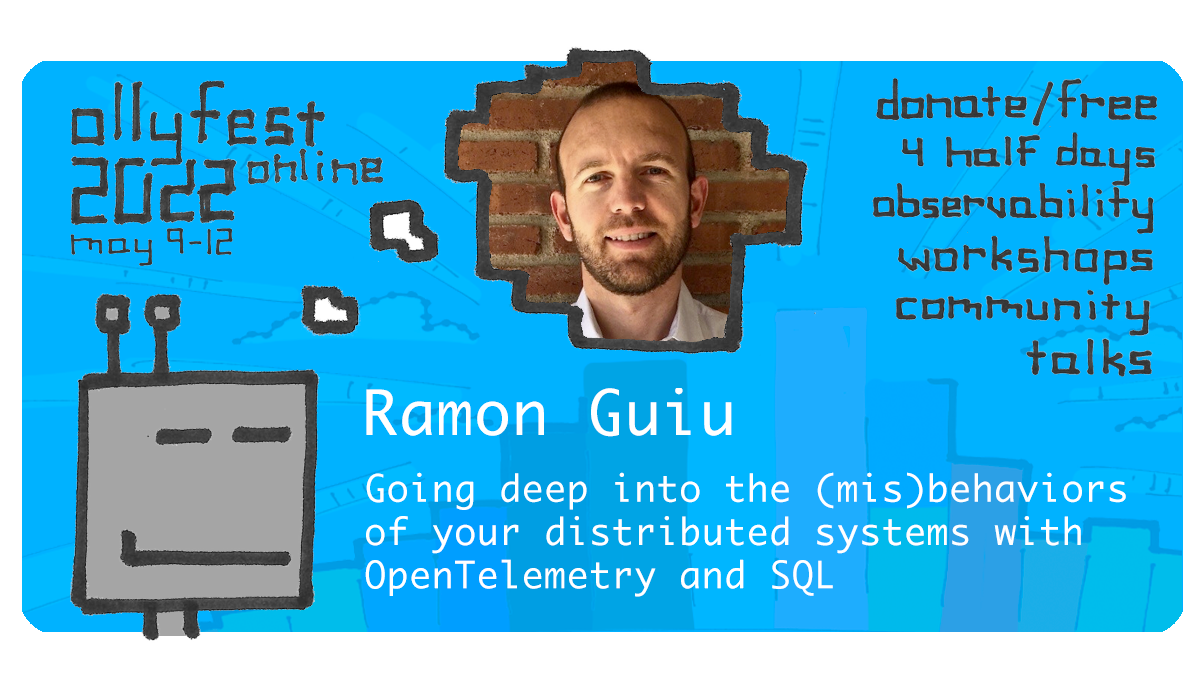 ollyfest
2022 online
may 9-12
donate/free
4 half days
observability
workshops
community
talks
Ramon Guiu
Going deep into the (mis)behaviors
of your distributed systems with
OpenTelemetry and SQL